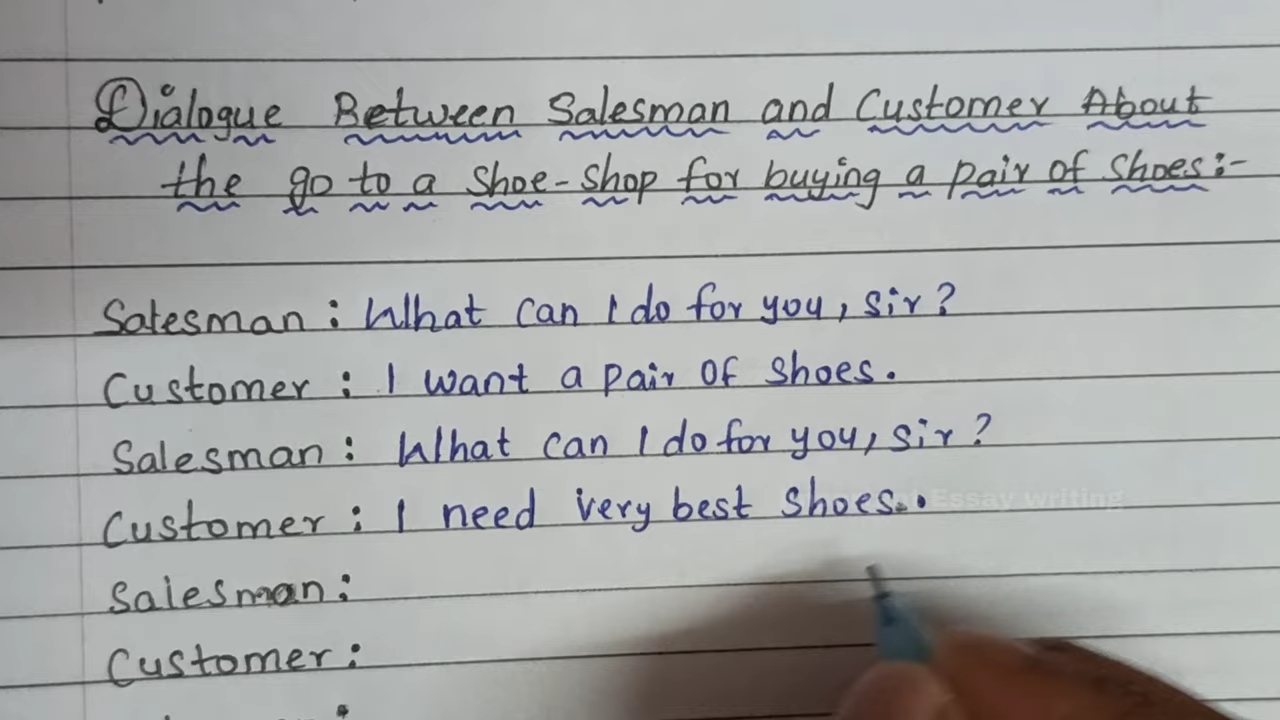 Dialogue Between Salesman and Customer About
the go to a Shoe-Shop for buying a pair of Shoes:-
Salesman: What can I do for you, Sir?
Customer: I want a pair of Shoes.
Salesman: What can I do for you, Sir?
Customer: I need very best Shoes..
Essay writing
Salesman:
Customer: